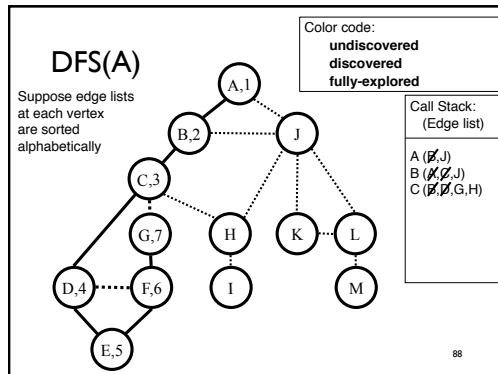 DFS(A)
Suppose edge lists
at each vertex
are sorted
alphabetically
Color code:
undiscovered
discovered
fully-explored
Call Stack:
(Edge list)
A (B,J)
B (A,C,J)
C (B,D,G,H)
A,1
B,2
J
C,3
G,7
H
K
L
D,4
F,6
I
M
E,5
88